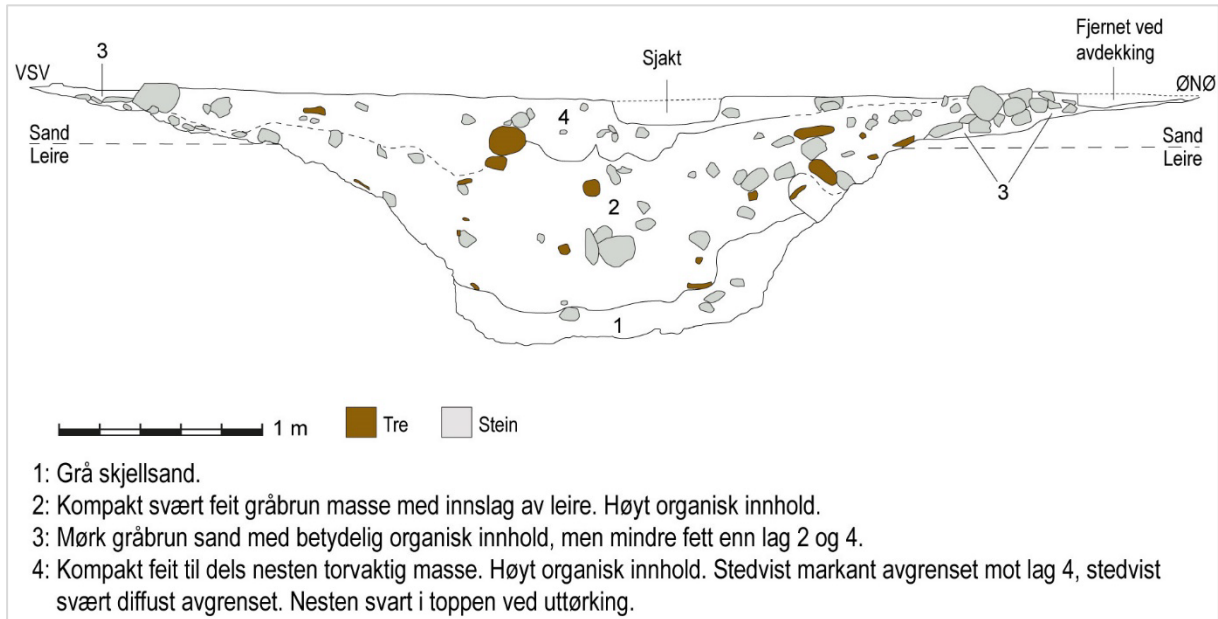 Fjernet ved
avdekking
3
Sjakt
VSV
ØNØ
4
Sand
Leire
Sand
Leire
3
2
1
1 m
Tre
Stein
1: Grå skjellsand.
2: Kompakt svært feit gråbrun masse med innslag av leire. Høyt organisk innhold.
3: Mørk gråbrun sand med betydelig organisk innhold, men mindre fett enn lag 2 og 4.
4: Kompakt feit til dels nesten torvaktig masse. Høyt organisk innhold. Stedvist markant avgrenset mot lag 4, stedvist
svært diffust avgrenset. Nesten svart i toppen ved uttørking.